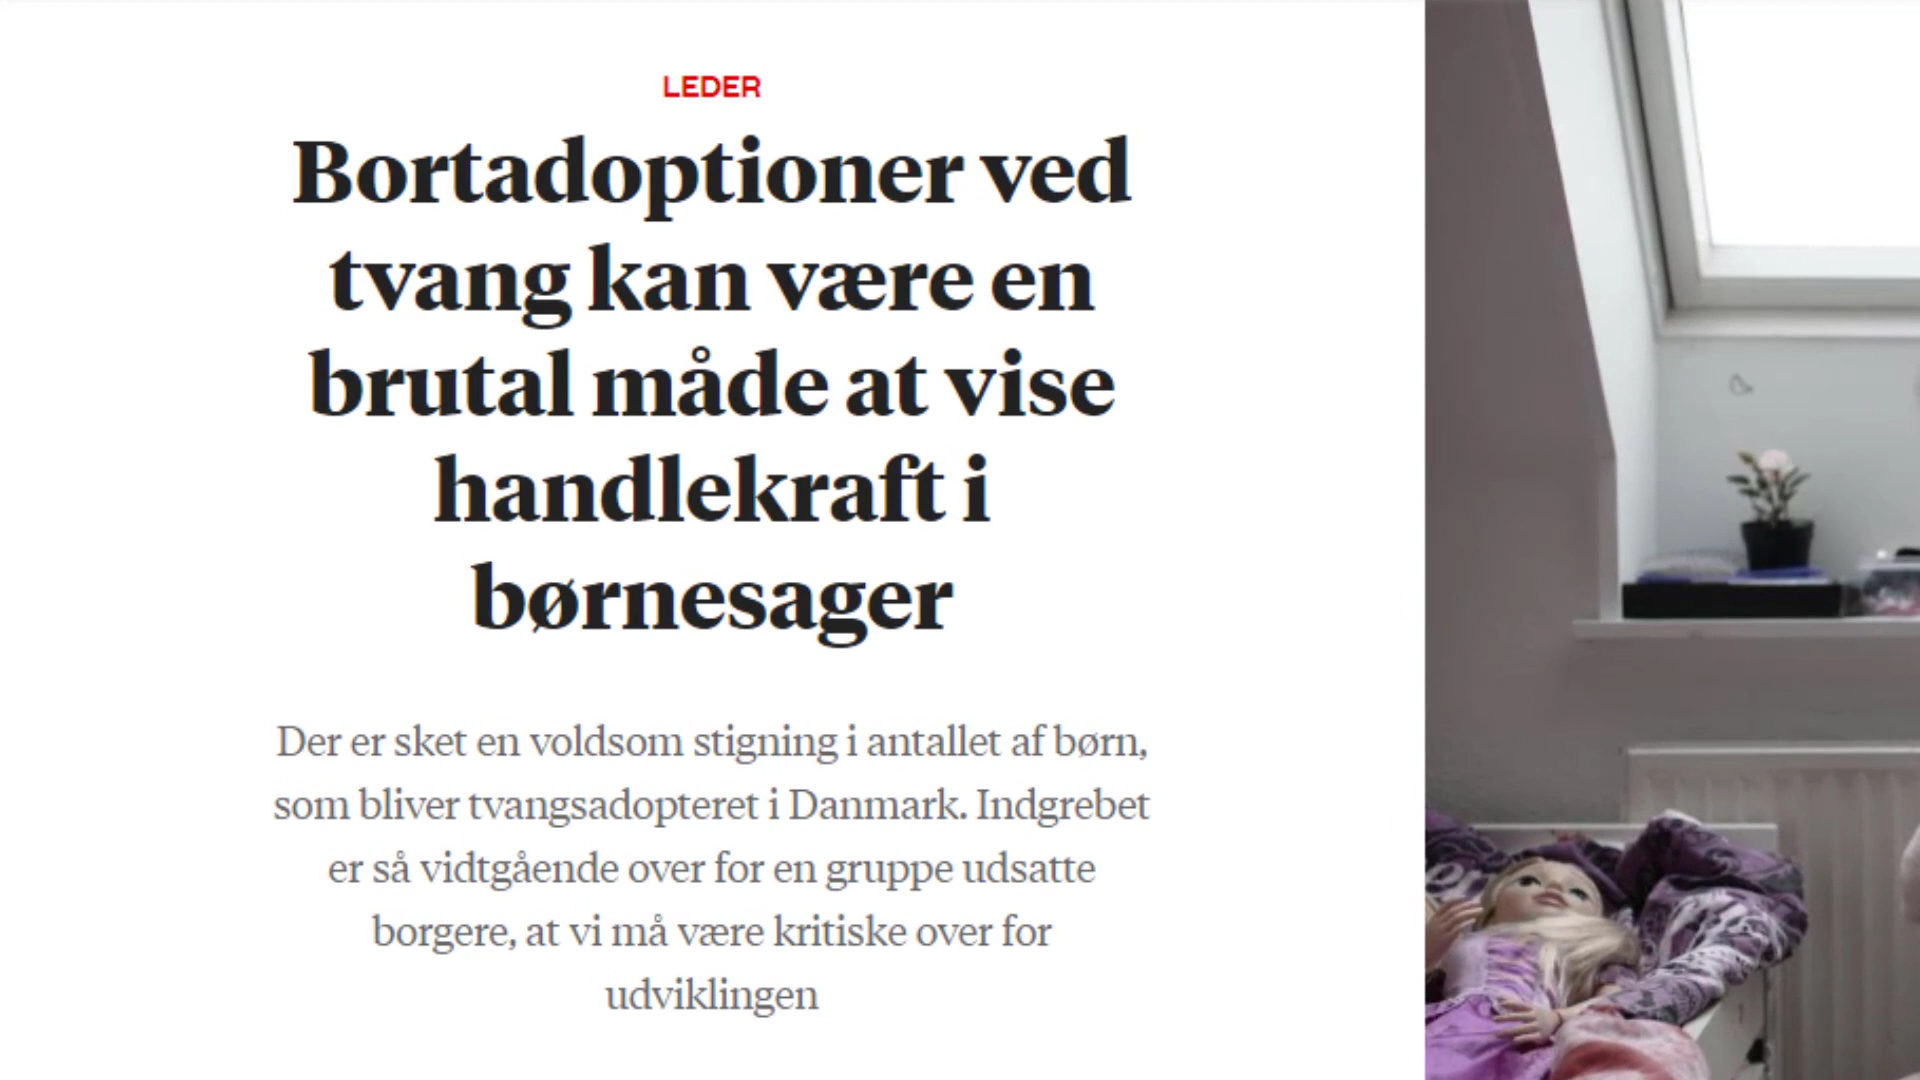 LEDER
Bortadoptioner ved
tvang kan være en
brutal måde at vise
handlekraft i
børnesager
Der er sket en voldsom stigning i antallet af børn,
som bliver tvangsadopteret i Danmark. Indgrebet
er så vidtgående over for en gruppe udsatte
borgere, at vi må være kritiske over for
udviklingen